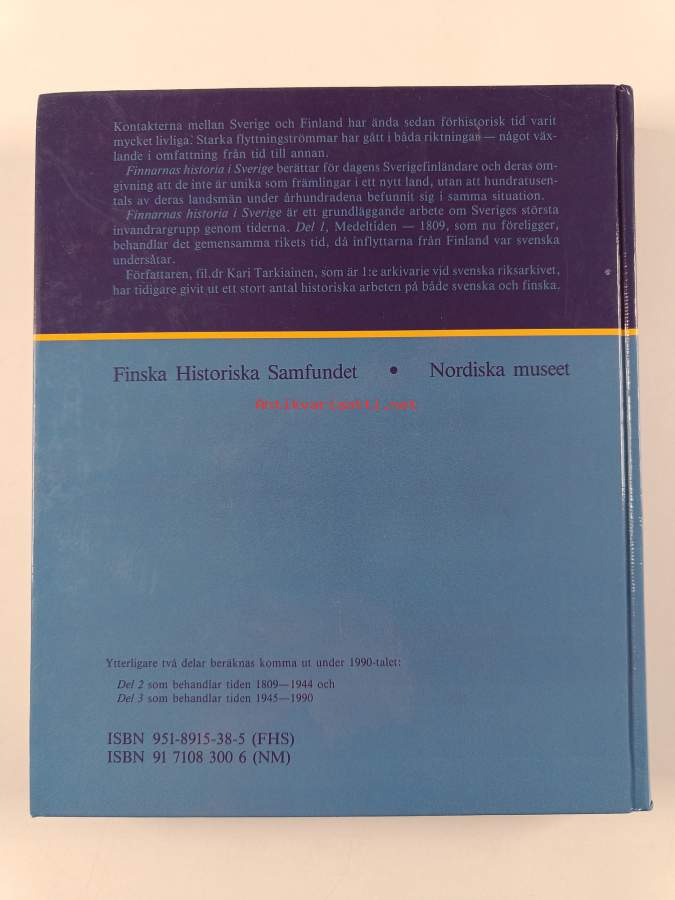 Kontakterna mellan Sverige och Finland har ända sedan förhistorisk tid varit
mycket livliga. Starka flyttningströmmar har gått i båda riktningar — något väx-
lande i omfattning från tid till annan.
Finnarnas historia i Sverige berättar för dagens Sverigefinländare och deras om-
givning att de inte är unika som främlingar i ett nytt land, utan att hundratusen-
tals av deras landsmän under århundradena befunnit sig i samma situation.
Finnarnas historia i Sverige är ett grundläggande arbete om Sveriges största
invandrargrupp genom tiderna. Del 1, Medeltiden — 1809, som nu föreligger,
behandlar det gemensamma rikets tid, då inflyttarna från Finland var svenska
undersåtar.
Författaren, fil.dr Kari Tarkiainen, som är 1:e arkivarie vid svenska riksarkivet,
har tidigare givit ut ett stort antal historiska arbeten på både svenska och finska.
Finska Historiska Samfundet • Nordiska museet
Antikvariaatti.net
Ytterligare två delar beräknas komma ut under 1990-talet:
Del 2 som behandlar tiden 1809—1944 och
Del 3 som behandlar tiden 1945—1990
ISBN 951-8915-38-5 (FHS)
ISBN 91 7108 300 6 (NM)